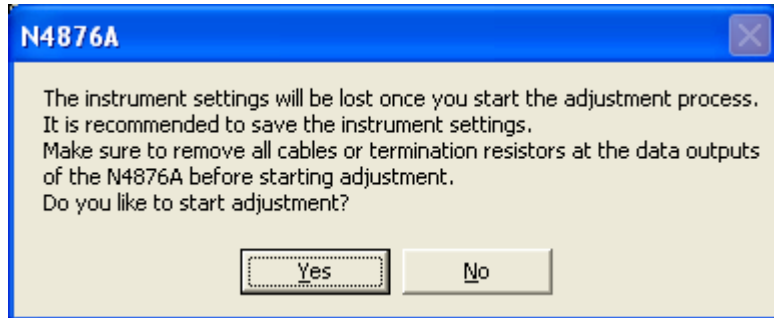 N4876A
The instrument settings will be lost once you start the adjustment process.
It is recommended to save the instrument settings.
Make sure to remove all cables or termination resistors at the data outputs
of the N4876A before starting adjustment.
Do you like to start adjustment?
Yes No